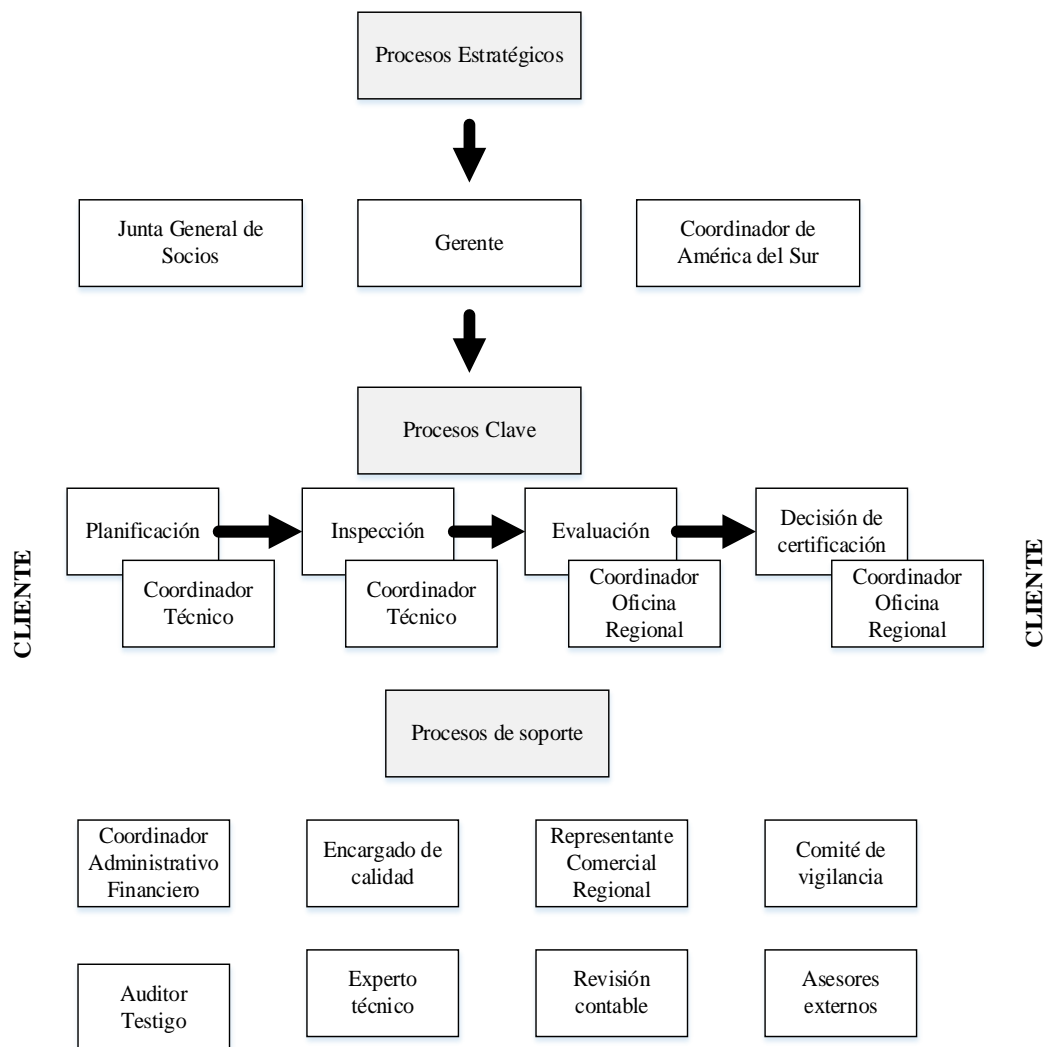 Procesos Estratégicos
Junta General de
Socios
Gerente
Coordinador de
América del Sur
Procesos Clave
CLIENTE
Planificación
Coordinador
Técnico
Inspección
Coordinador
Técnico
Evaluación
Coordinador
Oficina
Regional
Decisión de
certificación
Coordinador
Oficina
Regional
CLIENTE
Procesos de soporte
Coordinador
Administrativo
Financiero
Encargado de
calidad
Representante
Comercial
Regional
Comité de
vigilancia
Auditor
Testigo
Experto
técnico
Revisión
contable
Asesores
externos